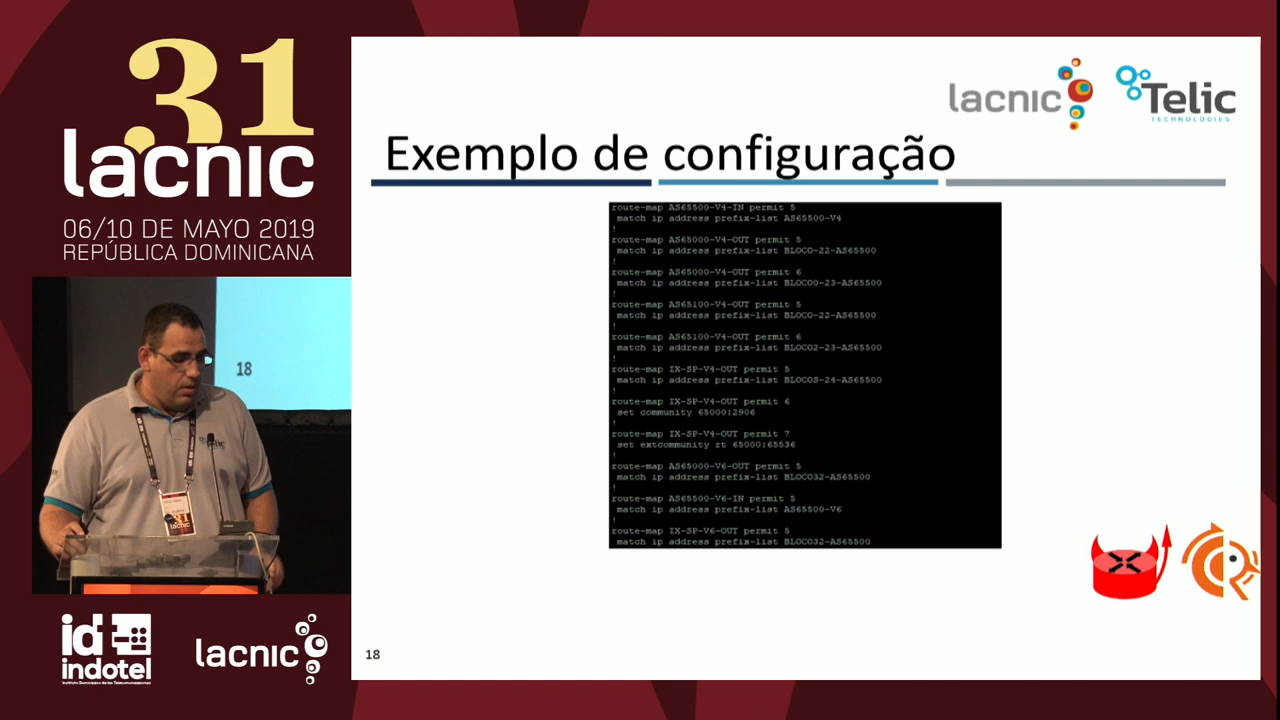 31
lacnic
06/10 DE MAYO 2019
REPÚBLICA DOMINICANA
18
Telic
lacnic
31
id
indotel
Instituto Dominicano de las Telecomunicaciones
lacnic
lacnic
Telic
TECHNOLOGIES
Exemplo de configuração
route-map AS65500-V4-IN permit 5
match ip address prefix-list AS65500-V4
!
route-map AS65000-V4-OUT permit 5
match ip address prefix-list BLOCO-22-AS65500
!
route-map AS65000-V4-OUT permit 6
match ip address prefix-list BLOCO0-23-AS65500
!
route-map AS65100-V4-OUT permit 5
match ip address prefix-list BLOCO-22-AS65500
!
route-map AS65100-V4-OUT permit 6
match ip address prefix-list BLOCO2-23-AS65500
!
route-map IX-SP-V4-OUT permit 5
match ip address prefix-list BLOCOS-24-AS65500
!
route-map IX-SP-V4-OUT permit 6
set community 65000:2906
!
route-map IX-SP-V4-OUT permit 7
set extcommunity rt 65000:65536
!
route-map AS65000-V6-OUT permit 5
match ip address prefix-list BLOCO32-AS65500
!
route-map AS65500-V6-IN permit 5
match ip address prefix-list AS65500-V6
!
route-map IX-SP-V6-OUT permit 5
match ip address prefix-list BLOCO32-AS65500
18